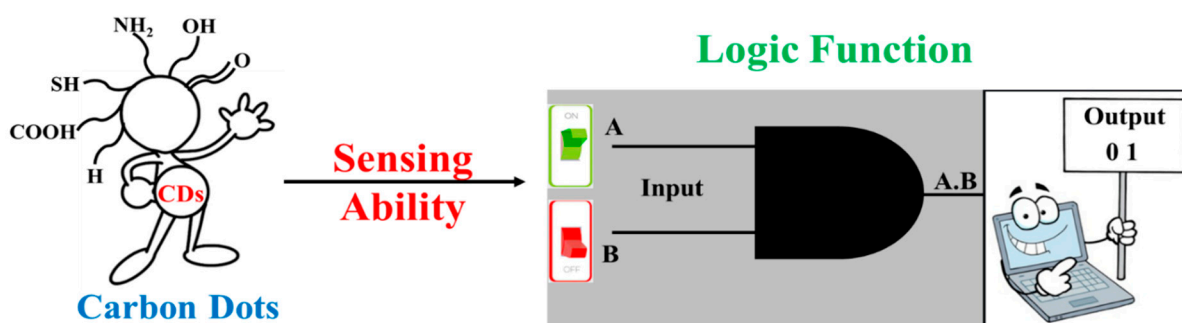 NH2
OH
O
SH
COOH
H
CDs
Carbon Dots
Sensing
Ability
Logic Function
ON
A
Input
OFF
B
A.B
Output
0 1